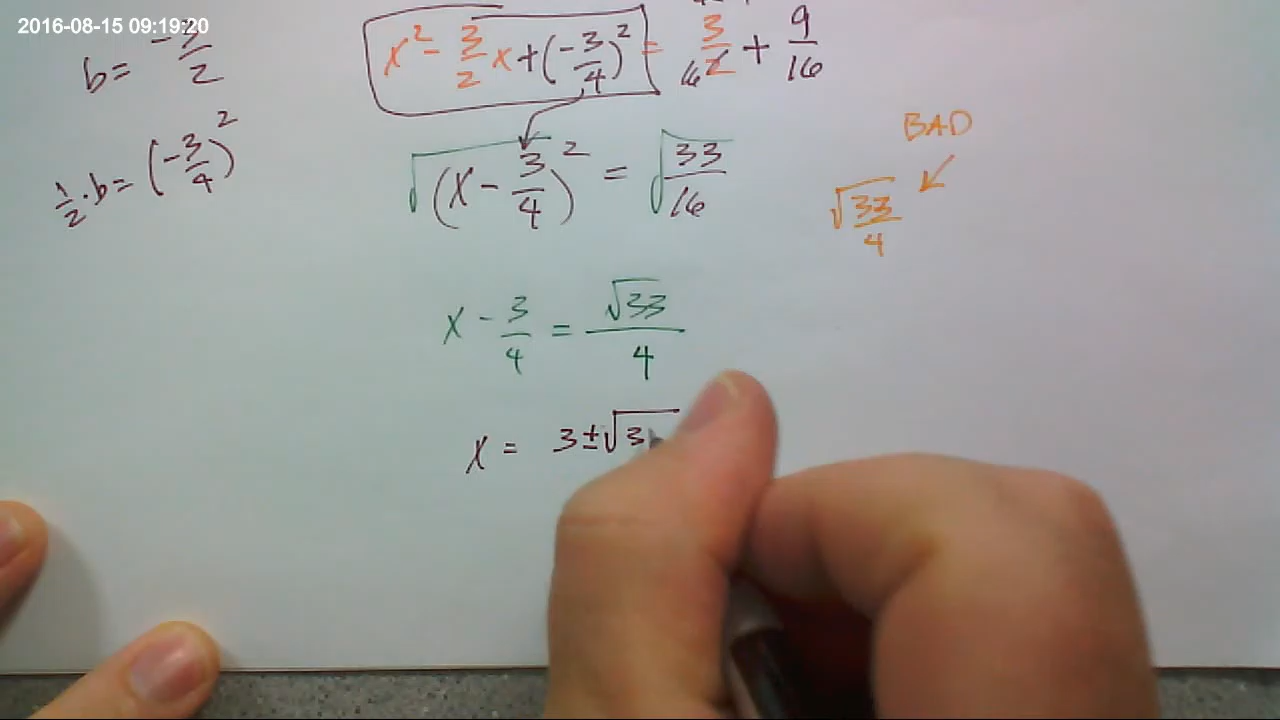 2016-08-15 09:19:20
b = -3/2
x² - 3/2 x + (-3/4)² = 3/2 + 9/16
16
1/2 · b = (-3/4)²
√(x - 3/4)² = √33/16
BAD
√33/4
x - 3/4 = √33/4
x = 3 ± √3